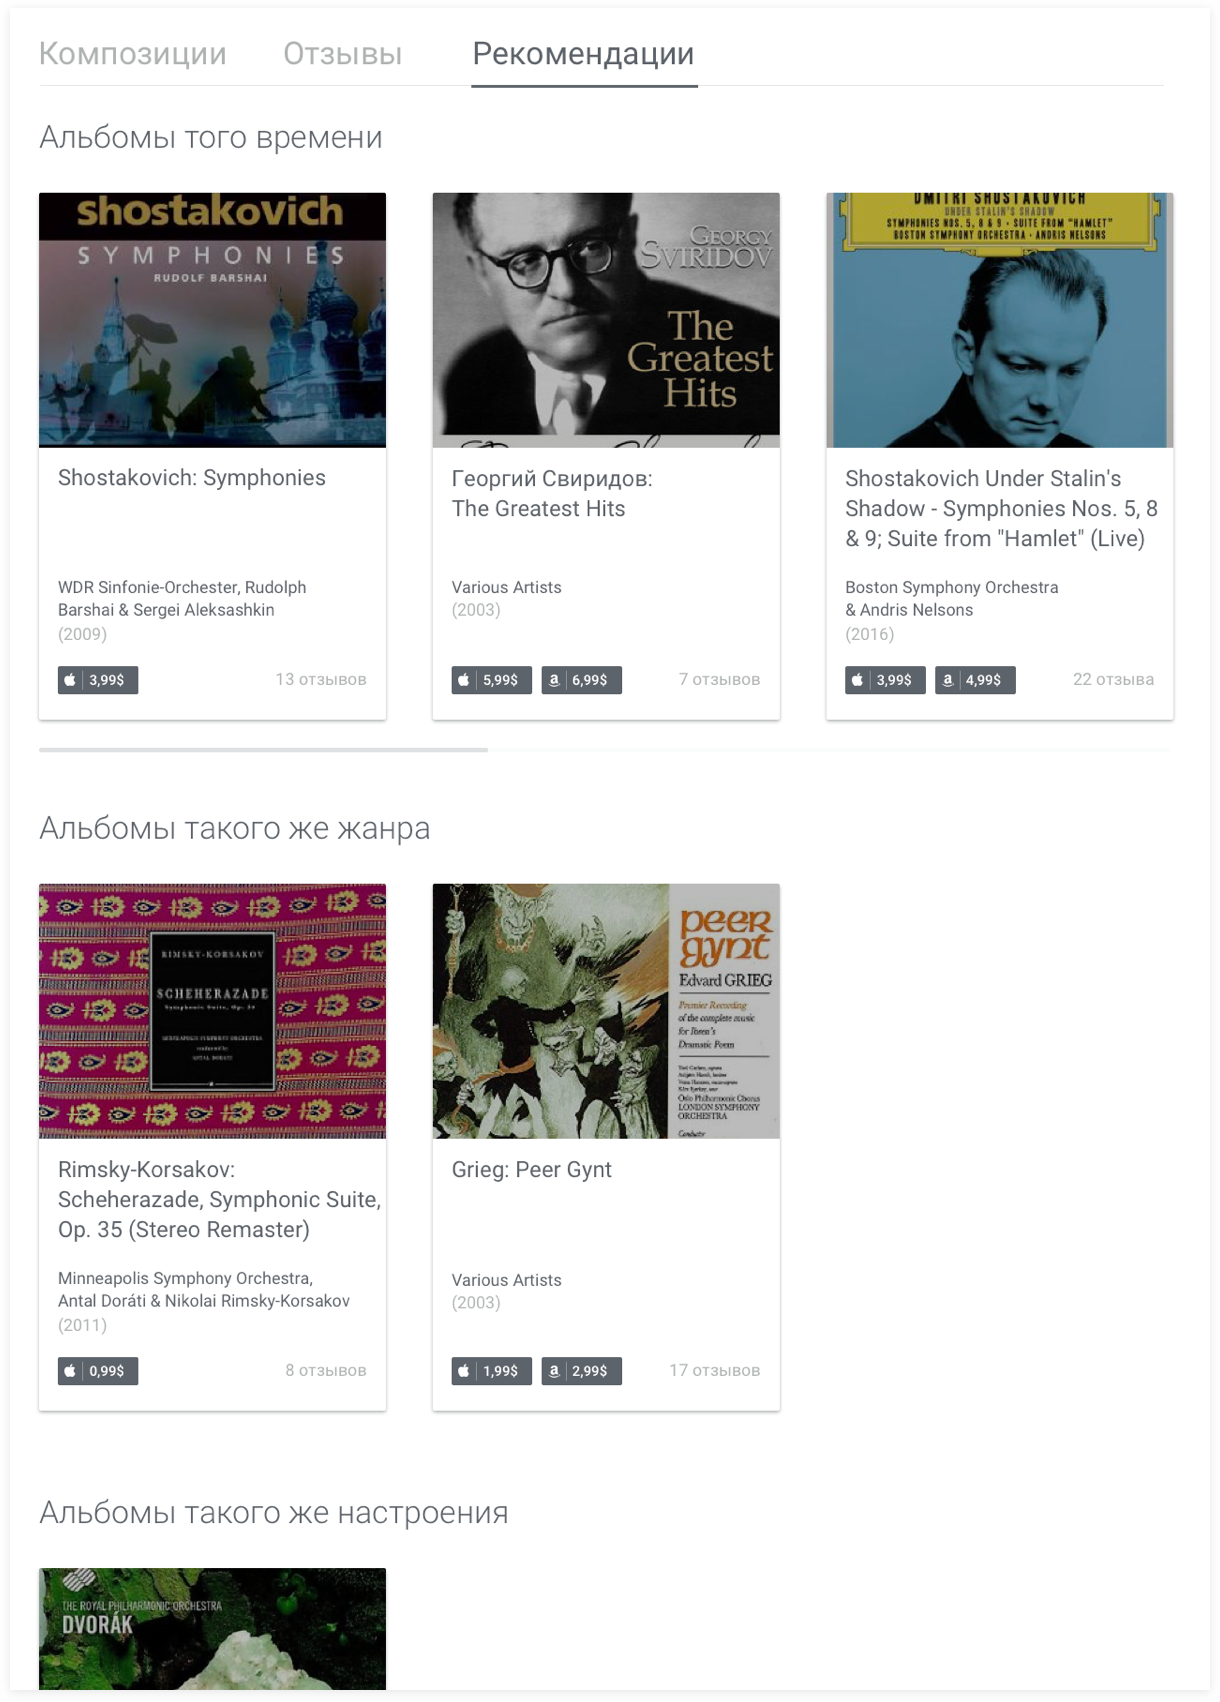 Композиции Отзывы Рекомендации
Альбомы того времени
shostakovich
SYMPHONIES
RUDOLF BARSHAI
GEORGY
SVIRIDOV
The
Greatest
Hits
DMITRI SHOSTAKOVICH
UNDER STALIN'S SHADOW
SYMPHONIES NOS. 5, 8 & 9 • SUITE FROM "HAMLET"
BOSTON SYMPHONY ORCHESTRA • ANDRIS NELSONS
Shostakovich: Symphonies
WDR Sinfonie-Orchester, Rudolph
Barshai & Sergei Aleksashkin
(2009)
3,99$
13 отзывов
Георгий Свиридов:
The Greatest Hits
Various Artists
(2003)
5,99$
6,99$
7 отзывов
Shostakovich Under Stalin's
Shadow - Symphonies Nos. 5, 8
& 9; Suite from "Hamlet" (Live)
Boston Symphony Orchestra
& Andris Nelsons
(2016)
3,99$
4,99$
22 отзыва
Альбомы такого же жанра
RIMSKY-KORSAKOV
SCHEHERAZADE
Symphonic Suite, Op. 35
MINNEAPOLIS SYMPHONY ORCHESTRA
conducted by
ANTAL DORATI
peer
gynt
Edvard GRIEG
Premier Recording
of the complete music
for Ibsen's
Dramatic Poem
Oslo Philharmonic Chorus
LONDON SYMPHONY
ORCHESTRA
Conductor
Rimsky-Korsakov:
Scheherazade, Symphonic Suite,
Op. 35 (Stereo Remaster)
Minneapolis Symphony Orchestra,
Antal Doráti & Nikolai Rimsky-Korsakov
(2011)
0,99$
8 отзывов
Grieg: Peer Gynt
Various Artists
(2003)
1,99$
2,99$
17 отзывов
Альбомы такого же настроения
THE ROYAL PHILHARMONIC ORCHESTRA
DVORÁK